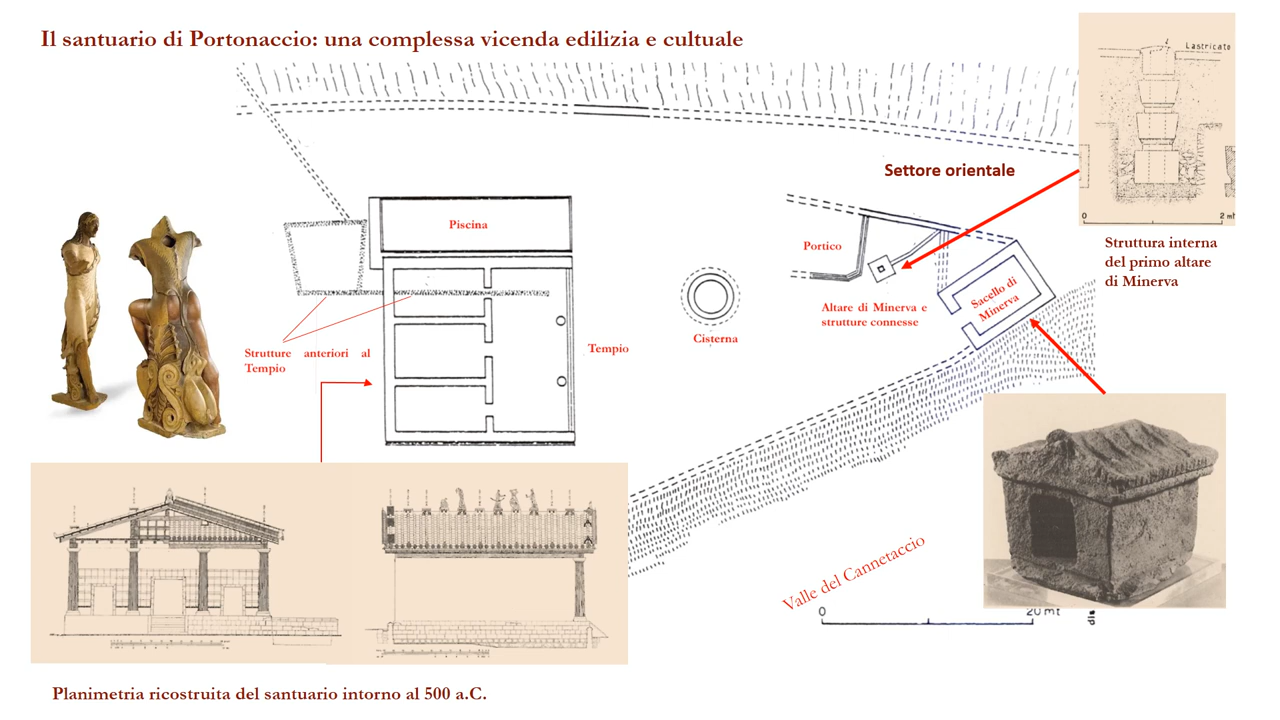 Il santuario di Portonaccio: una complessa vicenda edilizia e cultuale
Lastricato
0
2 mt
Settore orientale
Struttura interna
del primo altare
di Minerva
Piscina
Portico
Altare di Minerva e
strutture connesse
Sacello di
Minerva
Cisterna
Tempio
Strutture anteriori al
Tempio
Valle del Cannetaccio
0
20 mt
dis
Planimetria ricostruita del santuario intorno al 500 a.C.